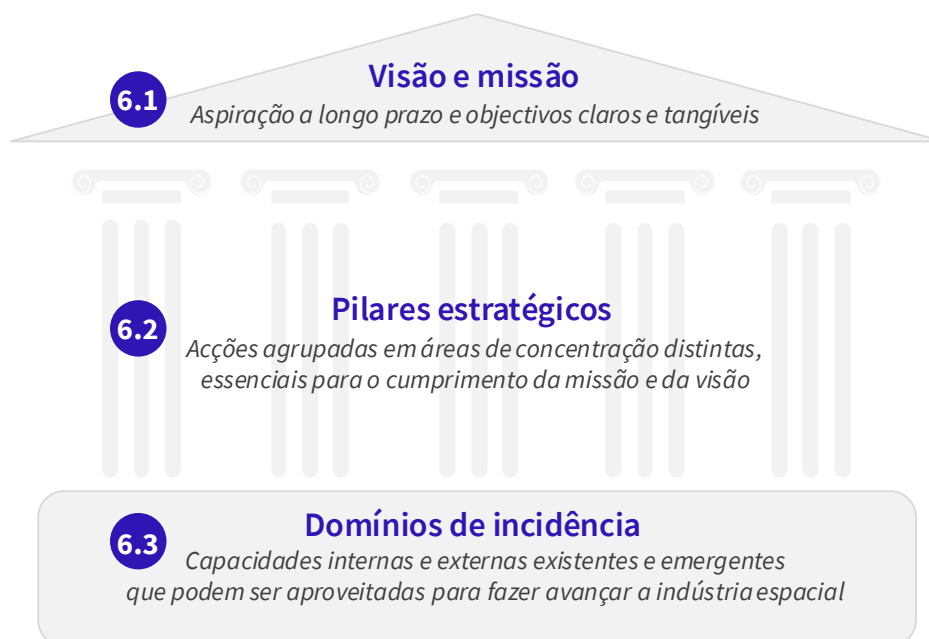 Visão e missão
6.1
Aspiração a longo prazo e objectivos claros e tangíveis
Pilares estratégicos
6.2
Acções agrupadas em áreas de concentração distintas,
essenciais para o cumprimento da missão e da visão
Domínios de incidência
6.3
Capacidades internas e externas existentes e emergentes
que podem ser aproveitadas para fazer avançar a indústria espacial